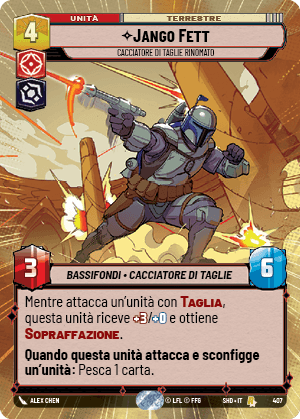 UNITÀ
TERRESTRE
4
✧JANGO FETT
CACCIATORE DI TAGLIE RINOMATO
3
6
BASSIFONDI • CACCIATORE DI TAGLIE
Mentre attacca un'unità con TAGLIA,
questa unità riceve +3/+0 e ottiene
SOPRAFFAZIONE.
Quando questa unità attacca e sconfigge
un'unità: Pesca 1 carta.
ALEX CHEN
© LFL © FFG
SHD • IT
407